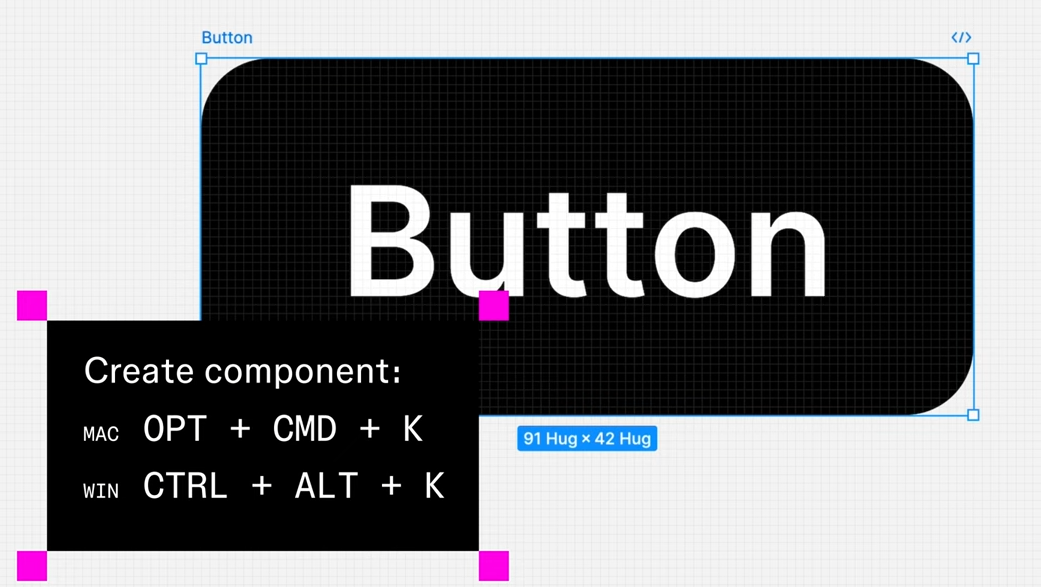 Button
</>
Button
Create component:
MAC OPT + CMD + K
WIN CTRL + ALT + K
91 Hug × 42 Hug